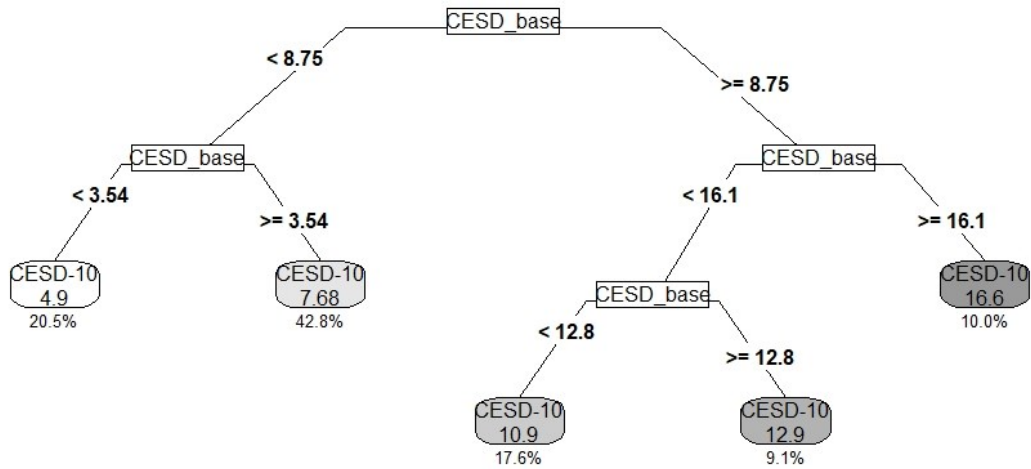 CESD_base
< 8.75
>= 8.75
CESD_base
CESD_base
< 3.54
>= 3.54
< 16.1
>= 16.1
CESD-10
4.9
20.5%
CESD-10
7.68
42.8%
CESD_base
CESD-10
16.6
10.0%
< 12.8
>= 12.8
CESD-10
10.9
17.6%
CESD-10
12.9
9.1%